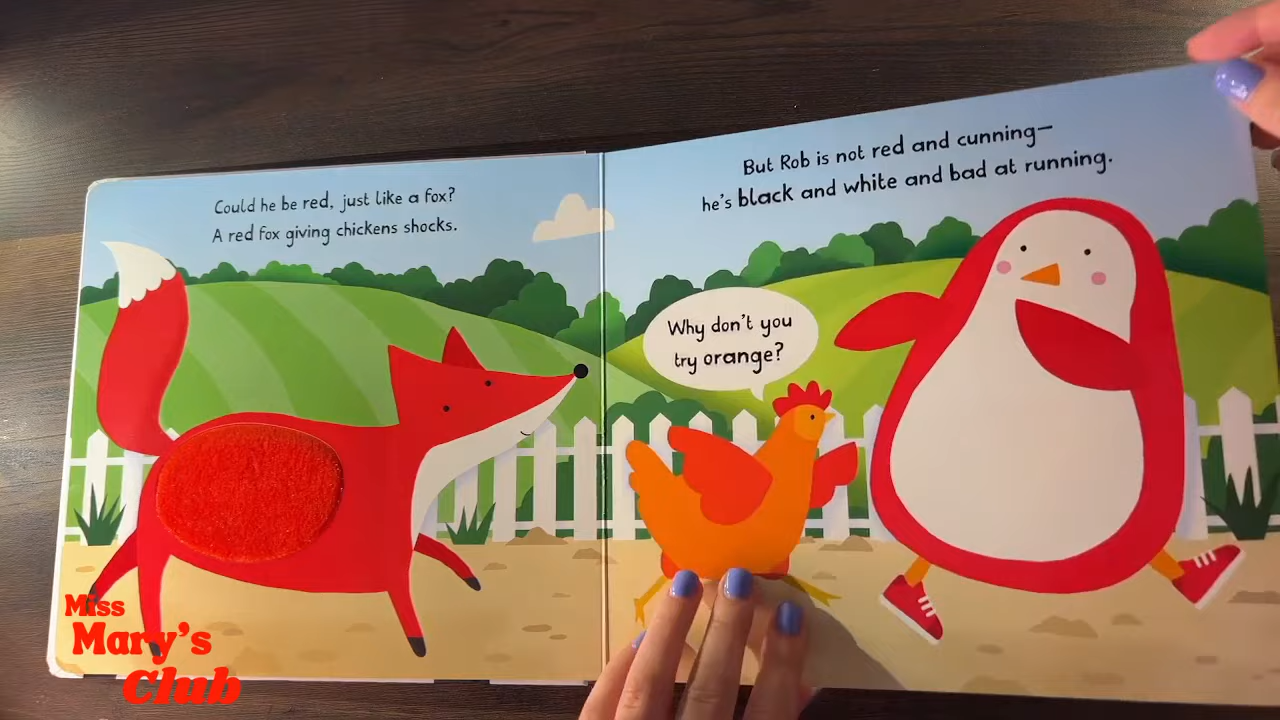 Could he be red, just like a fox?
A red fox giving chickens shocks.
But Rob is not red and cunning—
he's black and white and bad at running.
Why don't you
try orange?
Miss
Mary's
Club